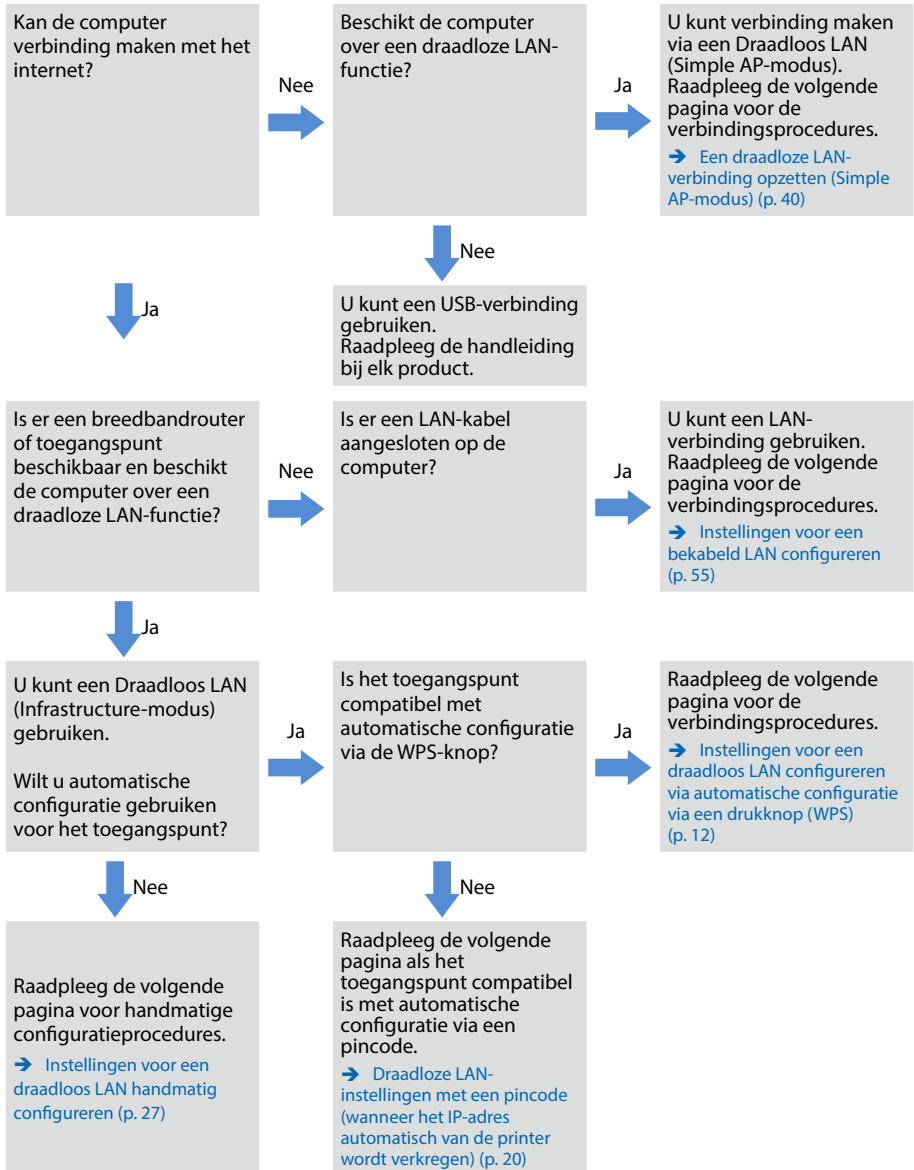 Kan de computer
verbinding maken met het
internet?
Nee
Beschikt de computer
over een draadloze LAN-
functie?
Ja
U kunt verbinding maken
via een Draadloos LAN
(Simple AP-modus).
Raadpleeg de volgende
pagina voor de
verbindingsprocedures.
➔ Een draadloze LAN-
verbinding opzetten (Simple
AP-modus) (p. 40)
Nee
Ja
U kunt een USB-verbinding
gebruiken.
Raadpleeg de handleiding
bij elk product.
Is er een breedbandrouter
of toegangspunt
beschikbaar en beschikt
de computer over een
draadloze LAN-functie?
Nee
Is er een LAN-kabel
aangesloten op de
computer?
Ja
U kunt een LAN-
verbinding gebruiken.
Raadpleeg de volgende
pagina voor de
verbindingsprocedures.
➔ Instellingen voor een
bekabeld LAN configureren
(p. 55)
Ja
U kunt een Draadloos LAN
(Infrastructure-modus)
gebruiken.
Wilt u automatische
configuratie gebruiken
voor het toegangspunt?
Ja
Is het toegangspunt
compatibel met
automatische configuratie
via de WPS-knop?
Ja
Raadpleeg de volgende
pagina voor de
verbindingsprocedures.
➔ Instellingen voor een
draadloos LAN configureren
via automatische configuratie
via een drukknop (WPS)
(p. 12)
Nee
Nee
Raadpleeg de volgende
pagina voor handmatige
configuratieprocedures.
➔ Instellingen voor een
draadloos LAN handmatig
configureren (p. 27)
Raadpleeg de volgende
pagina als het
toegangspunt compatibel
is met automatische
configuratie via een
pincode.
➔ Draadloze LAN-
instellingen met een pincode
(wanneer het IP-adres
automatisch van de printer
wordt verkregen) (p. 20)